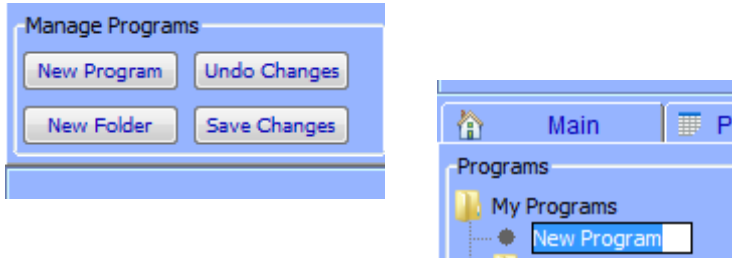 Manage Programs
New Program Undo Changes
New Folder Save Changes
Main P
Programs
My Programs
New Program